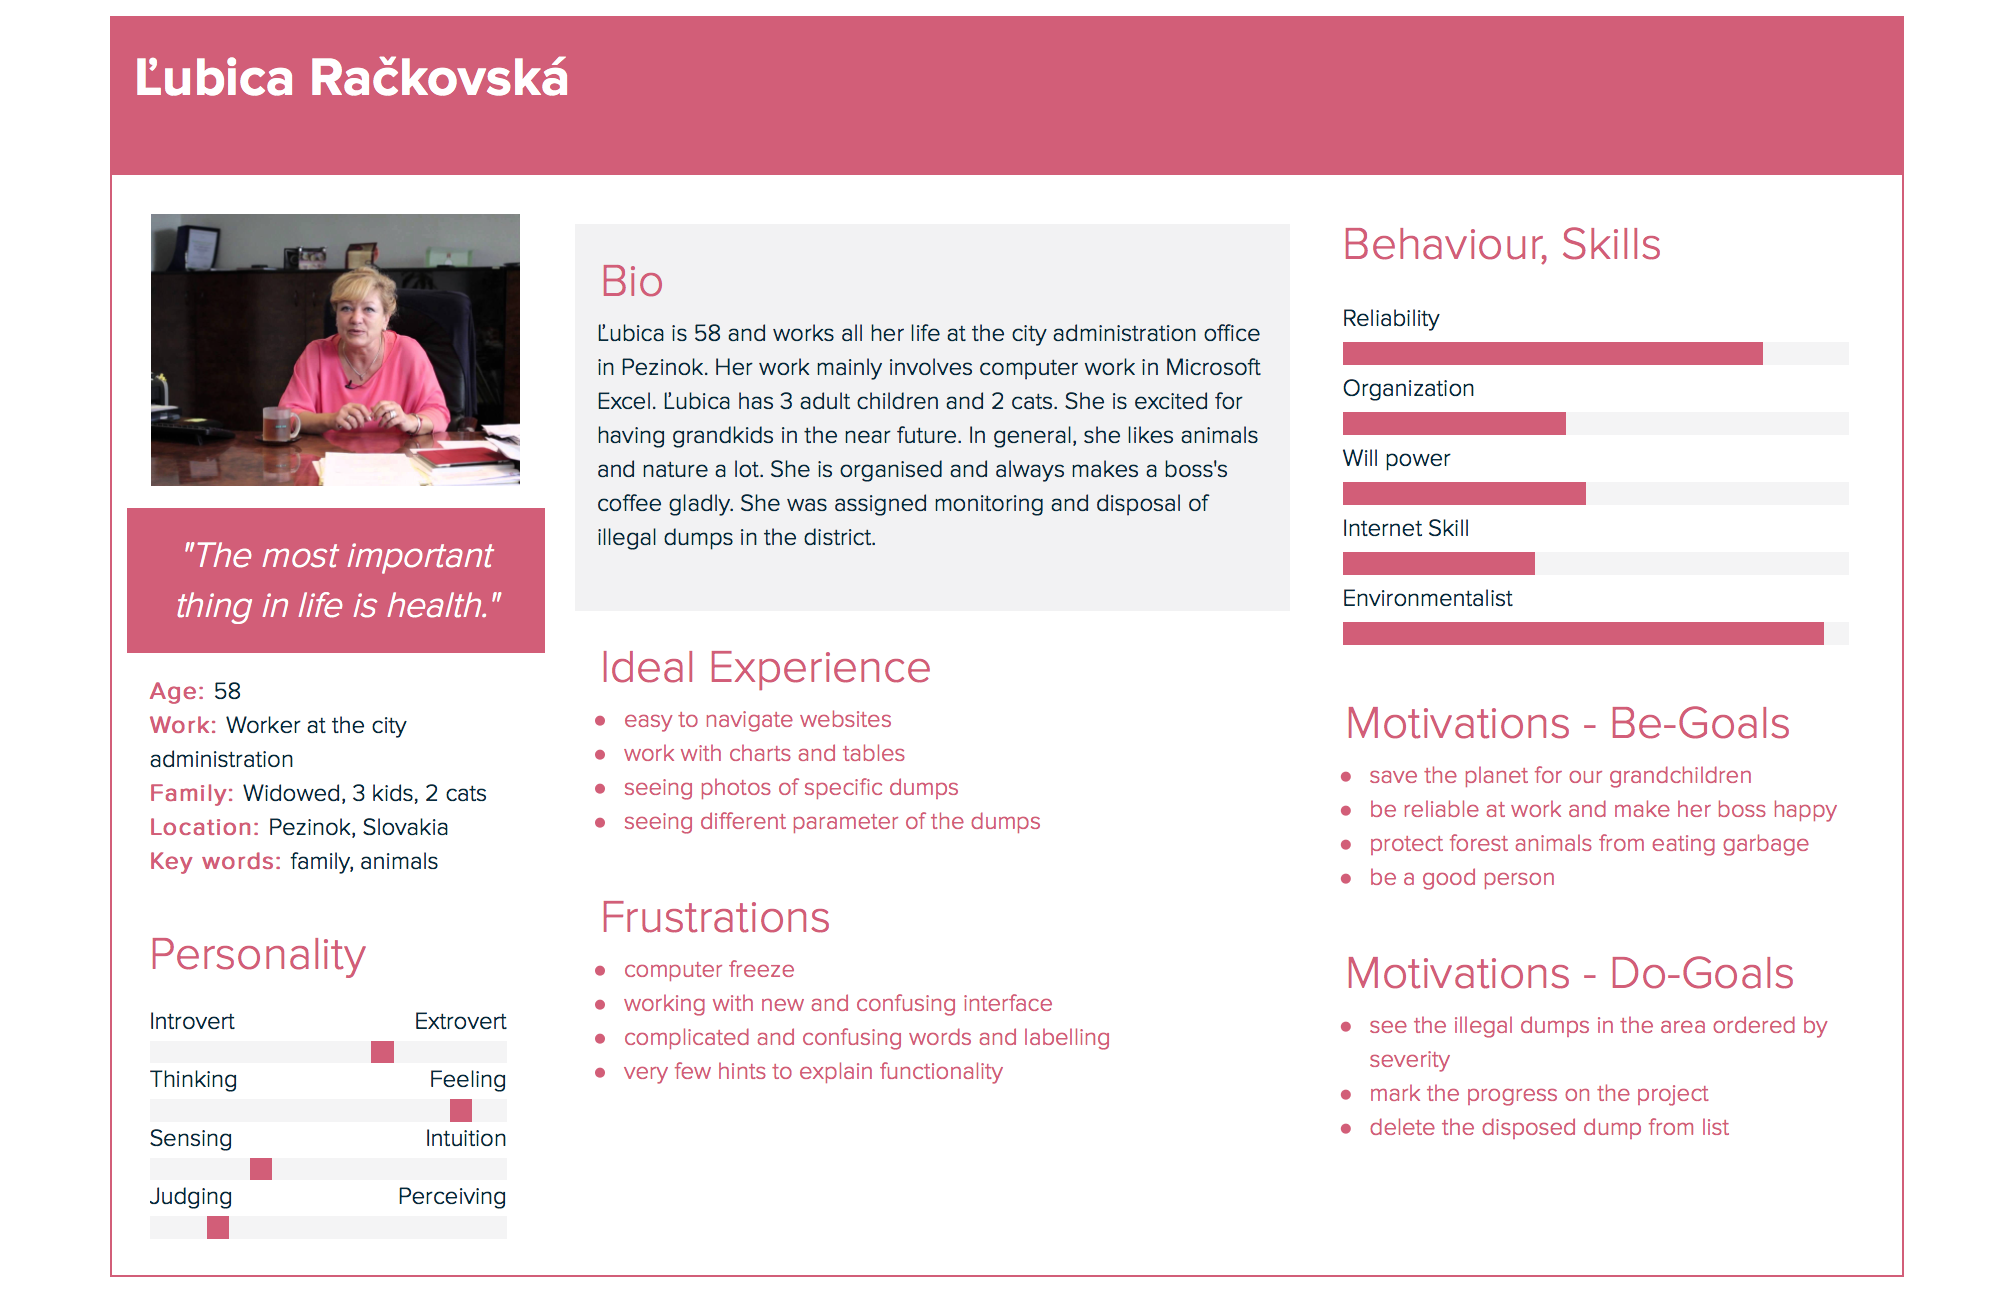 Ľubica Račkovská
"The most important
thing in life is health."
Age: 58
Work: Worker at the city
administration
Family: Widowed, 3 kids, 2 cats
Location: Pezinok, Slovakia
Key words: family, animals
Personality
Introvert Extrovert
Thinking Feeling
Sensing Intuition
Judging Perceiving
Bio
Ľubica is 58 and works all her life at the city administration office
in Pezinok. Her work mainly involves computer work in Microsoft
Excel. Ľubica has 3 adult children and 2 cats. She is excited for
having grandkids in the near future. In general, she likes animals
and nature a lot. She is organised and always makes a boss's
coffee gladly. She was assigned monitoring and disposal of
illegal dumps in the district.
Ideal Experience
• easy to navigate websites
• work with charts and tables
• seeing photos of specific dumps
• seeing different parameter of the dumps
Frustrations
• computer freeze
• working with new and confusing interface
• complicated and confusing words and labelling
• very few hints to explain functionality
Behaviour, Skills
Reliability
Organization
Will power
Internet Skill
Environmentalist
Motivations - Be-Goals
• save the planet for our grandchildren
• be reliable at work and make her boss happy
• protect forest animals from eating garbage
• be a good person
Motivations - Do-Goals
• see the illegal dumps in the area ordered by
severity
• mark the progress on the project
• delete the disposed dump from list